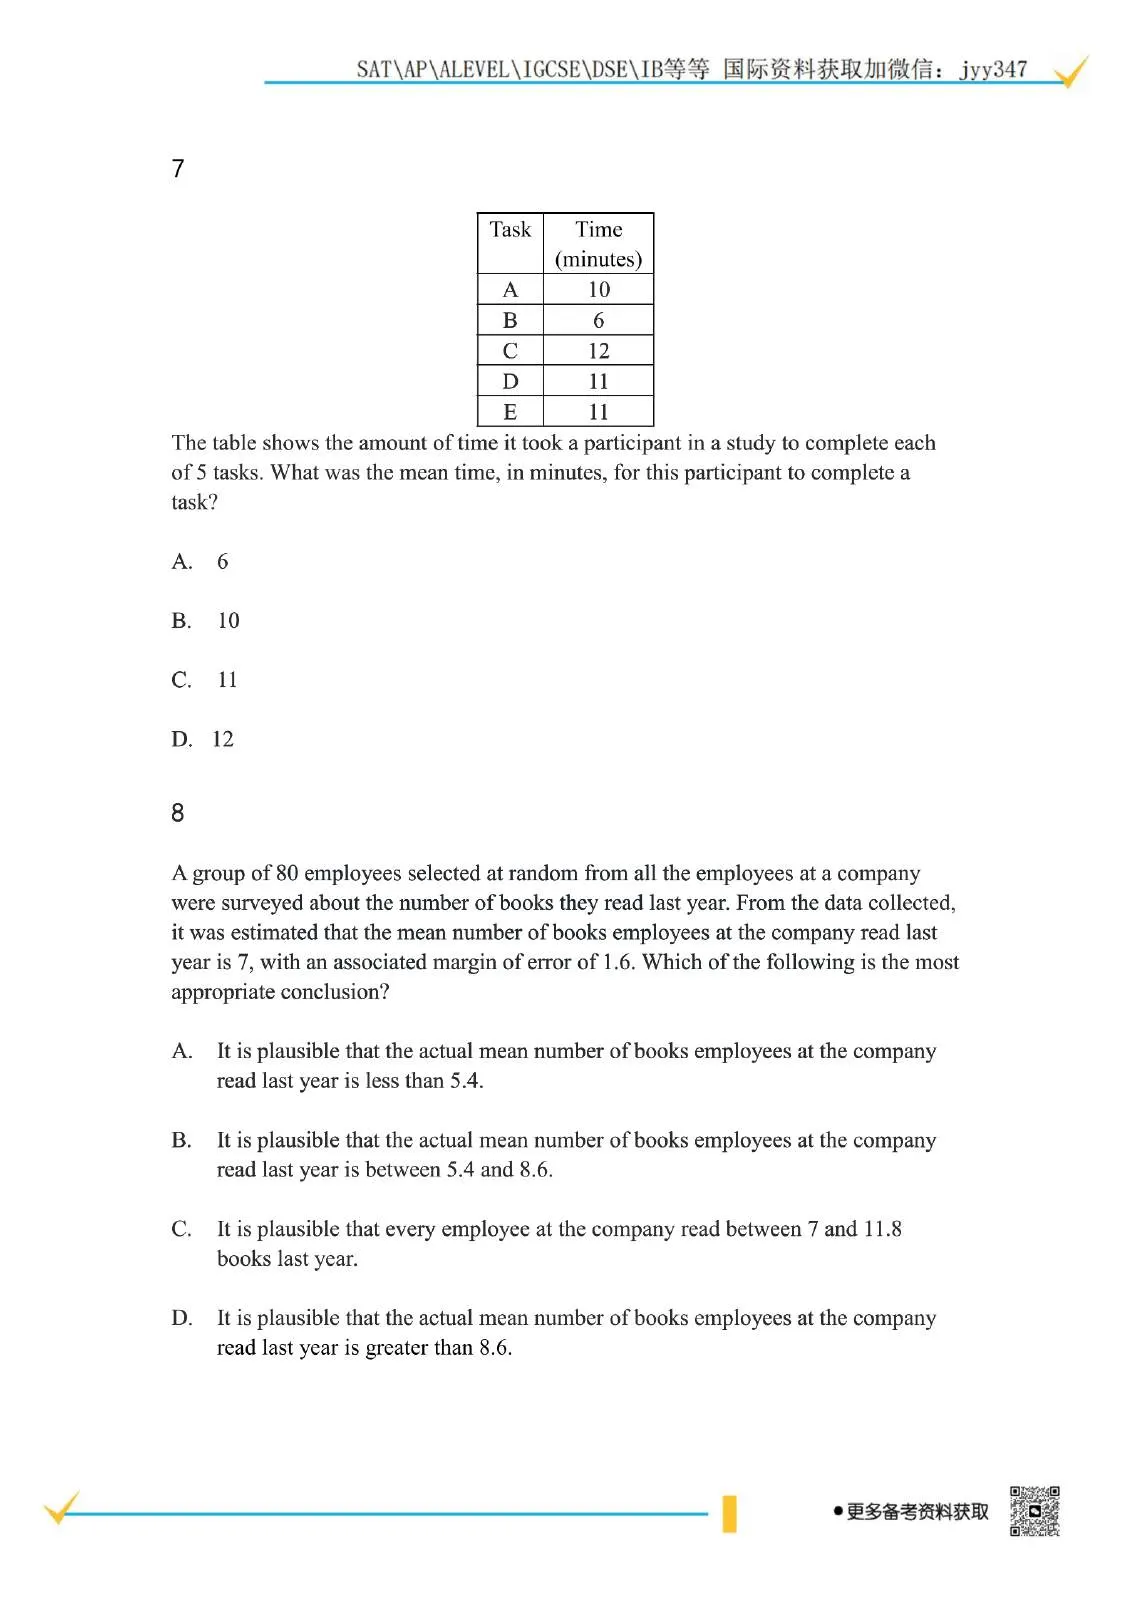 SAT\AP\ALEVEL\IGCSE\DSE\IB等等 国际资料获取加微信：jyy347
7
Task Time
(minutes)
A 10
B 6
C 12
D 11
E 11
The table shows the amount of time it took a participant in a study to complete each
of 5 tasks. What was the mean time, in minutes, for this participant to complete a
task?
A. 6
B. 10
C. 11
D. 12
8
A group of 80 employees selected at random from all the employees at a company
were surveyed about the number of books they read last year. From the data collected,
it was estimated that the mean number of books employees at the company read last
year is 7, with an associated margin of error of 1.6. Which of the following is the most
appropriate conclusion?
A. It is plausible that the actual mean number of books employees at the company
read last year is less than 5.4.
B. It is plausible that the actual mean number of books employees at the company
read last year is between 5.4 and 8.6.
C. It is plausible that every employee at the company read between 7 and 11.8
books last year.
D. It is plausible that the actual mean number of books employees at the company
read last year is greater than 8.6.
●更多备考资料获取